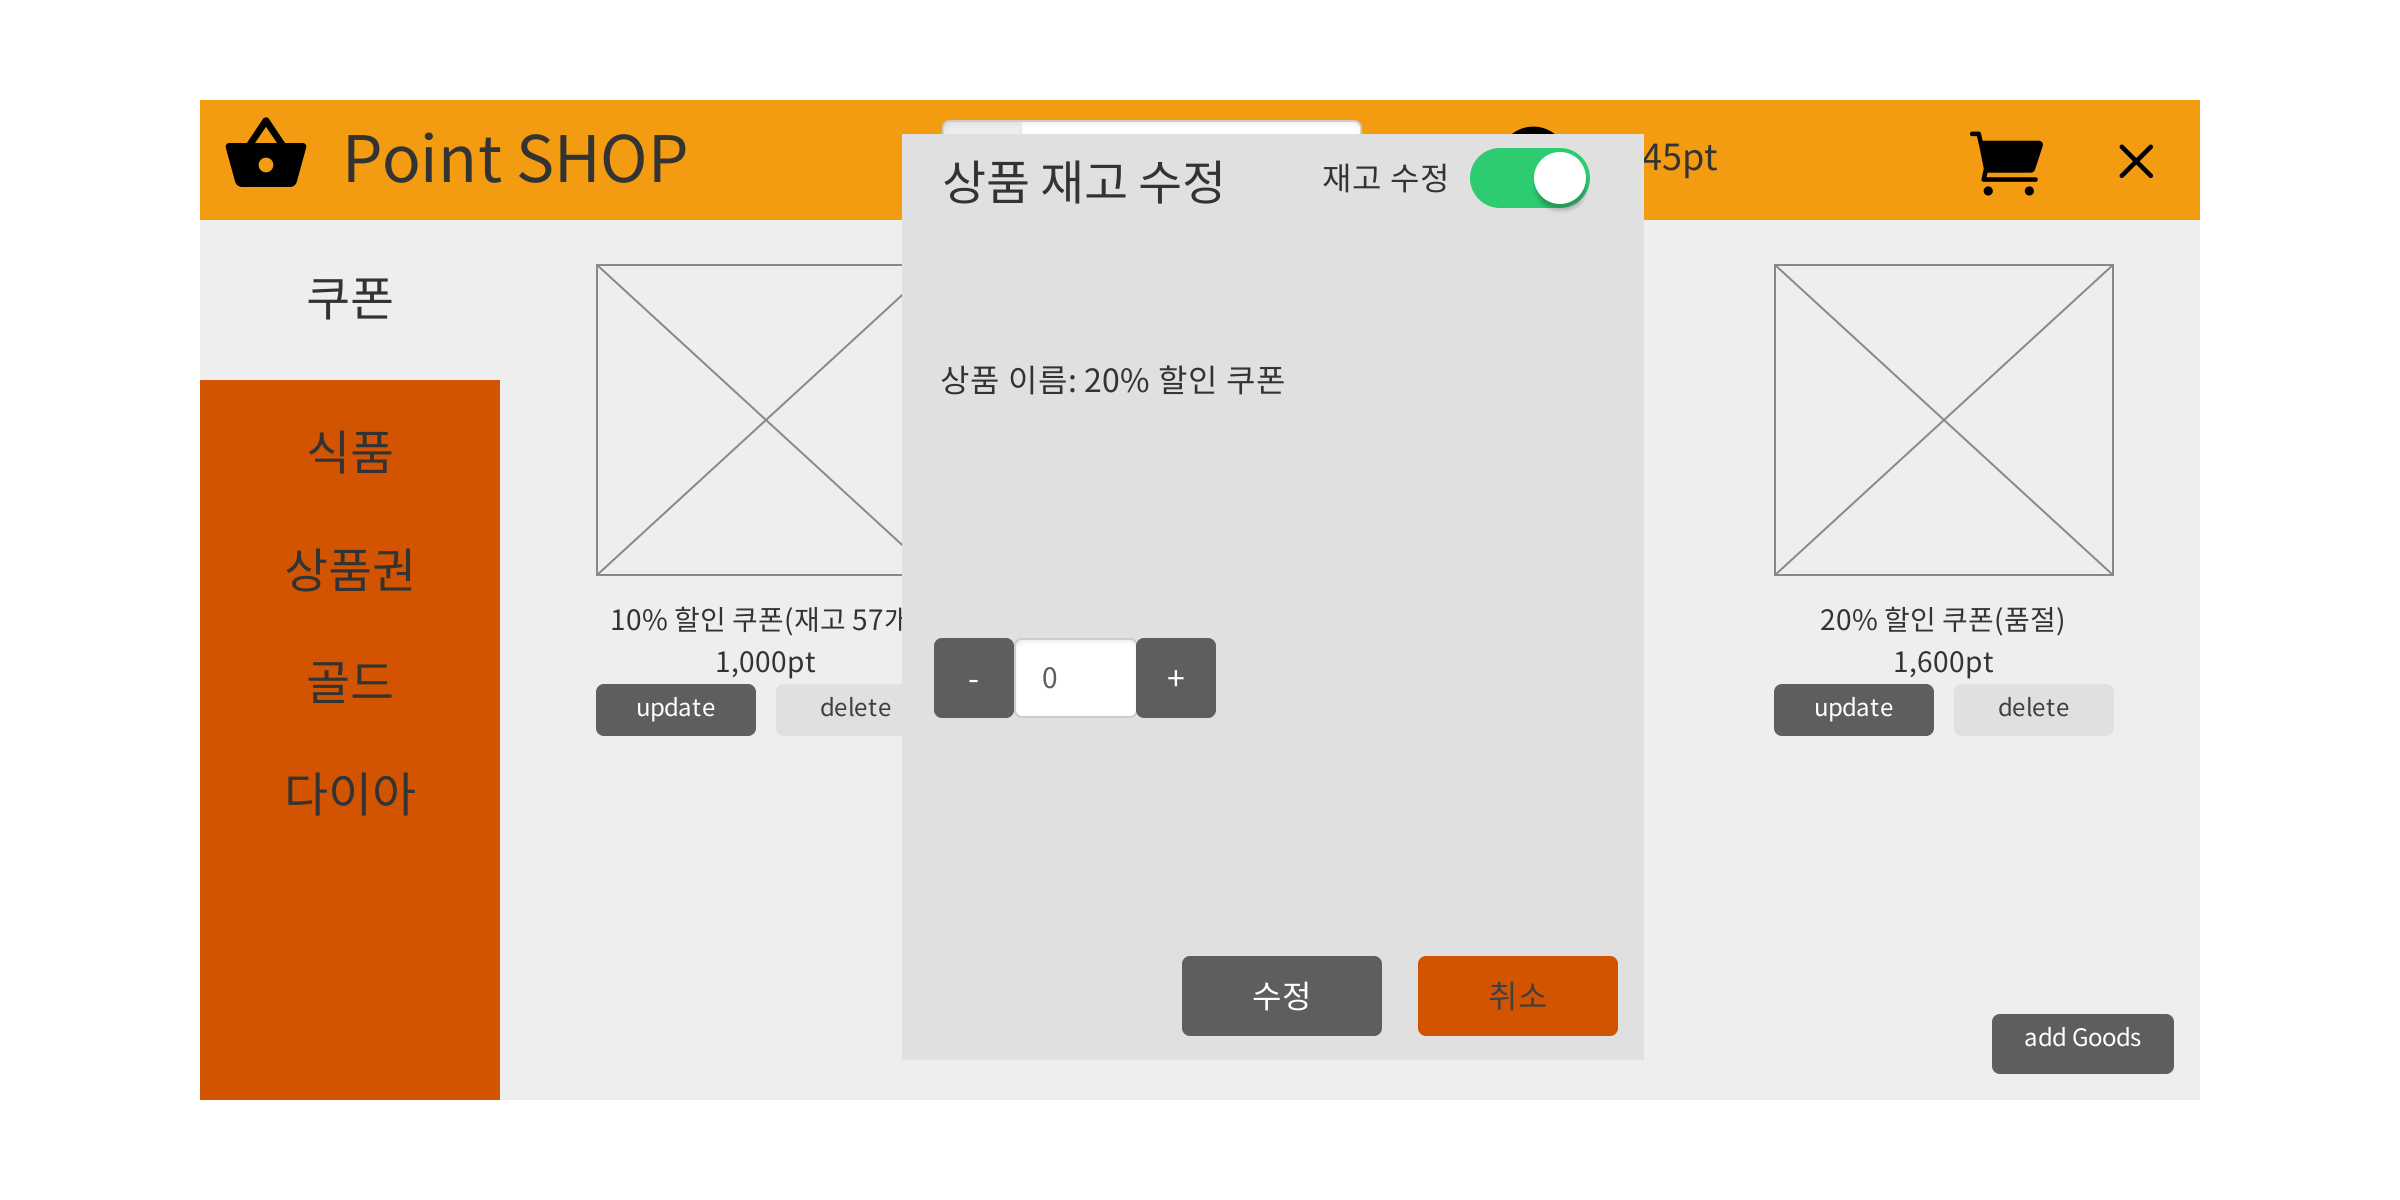 Point SHOP
상품 재고 수정
재고 수정
45pt
쿠폰
식품
상품권
골드
다이아
10% 할인 쿠폰(재고 57개
1,000pt
update
delete
상품 이름: 20% 할인 쿠폰
-
0
+
수정
취소
20% 할인 쿠폰(품절)
1,600pt
update
delete
add Goods